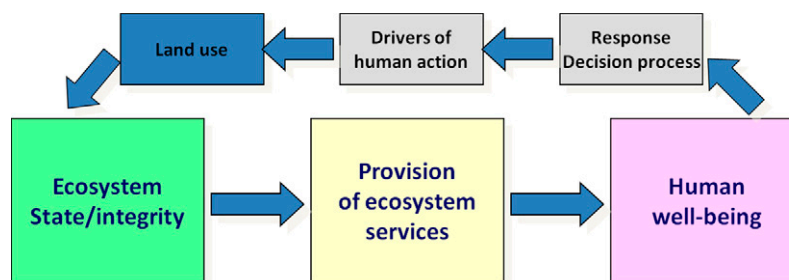 Land use
Drivers of
human action
Response
Decision process
Ecosystem
State/integrity
Provision
of ecosystem
services
Human
well-being